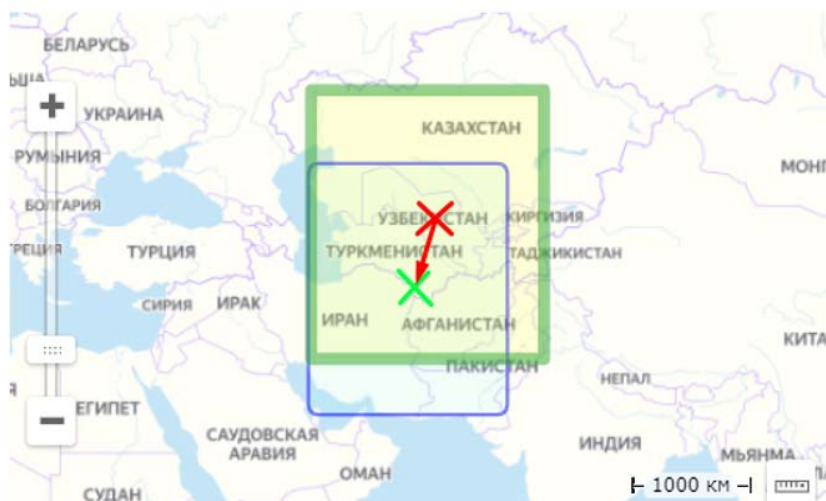 БЕЛАРУСЬ
ЬША
УКРАИНА
КАЗАХСТАН
РУМЫНИЯ
МОНГ
БОЛГАРИЯ
УЗБЕКИСТАН
КИРГИЗИЯ
ГРЕЦИЯ
ТУРЦИЯ
ТУРКМЕНИСТАН
ТАДЖИКИСТАН
СИРИЯ
ИРАК
ИРАН
АФГАНИСТАН
КИТА
ПАКИСТАН
НЕПАЛ
Я
ЕГИПЕТ
САУДОВСКАЯ
АРАВИЯ
ИНДИЯ
МЬЯНМА
ОМАН
СУДАН
1000 км